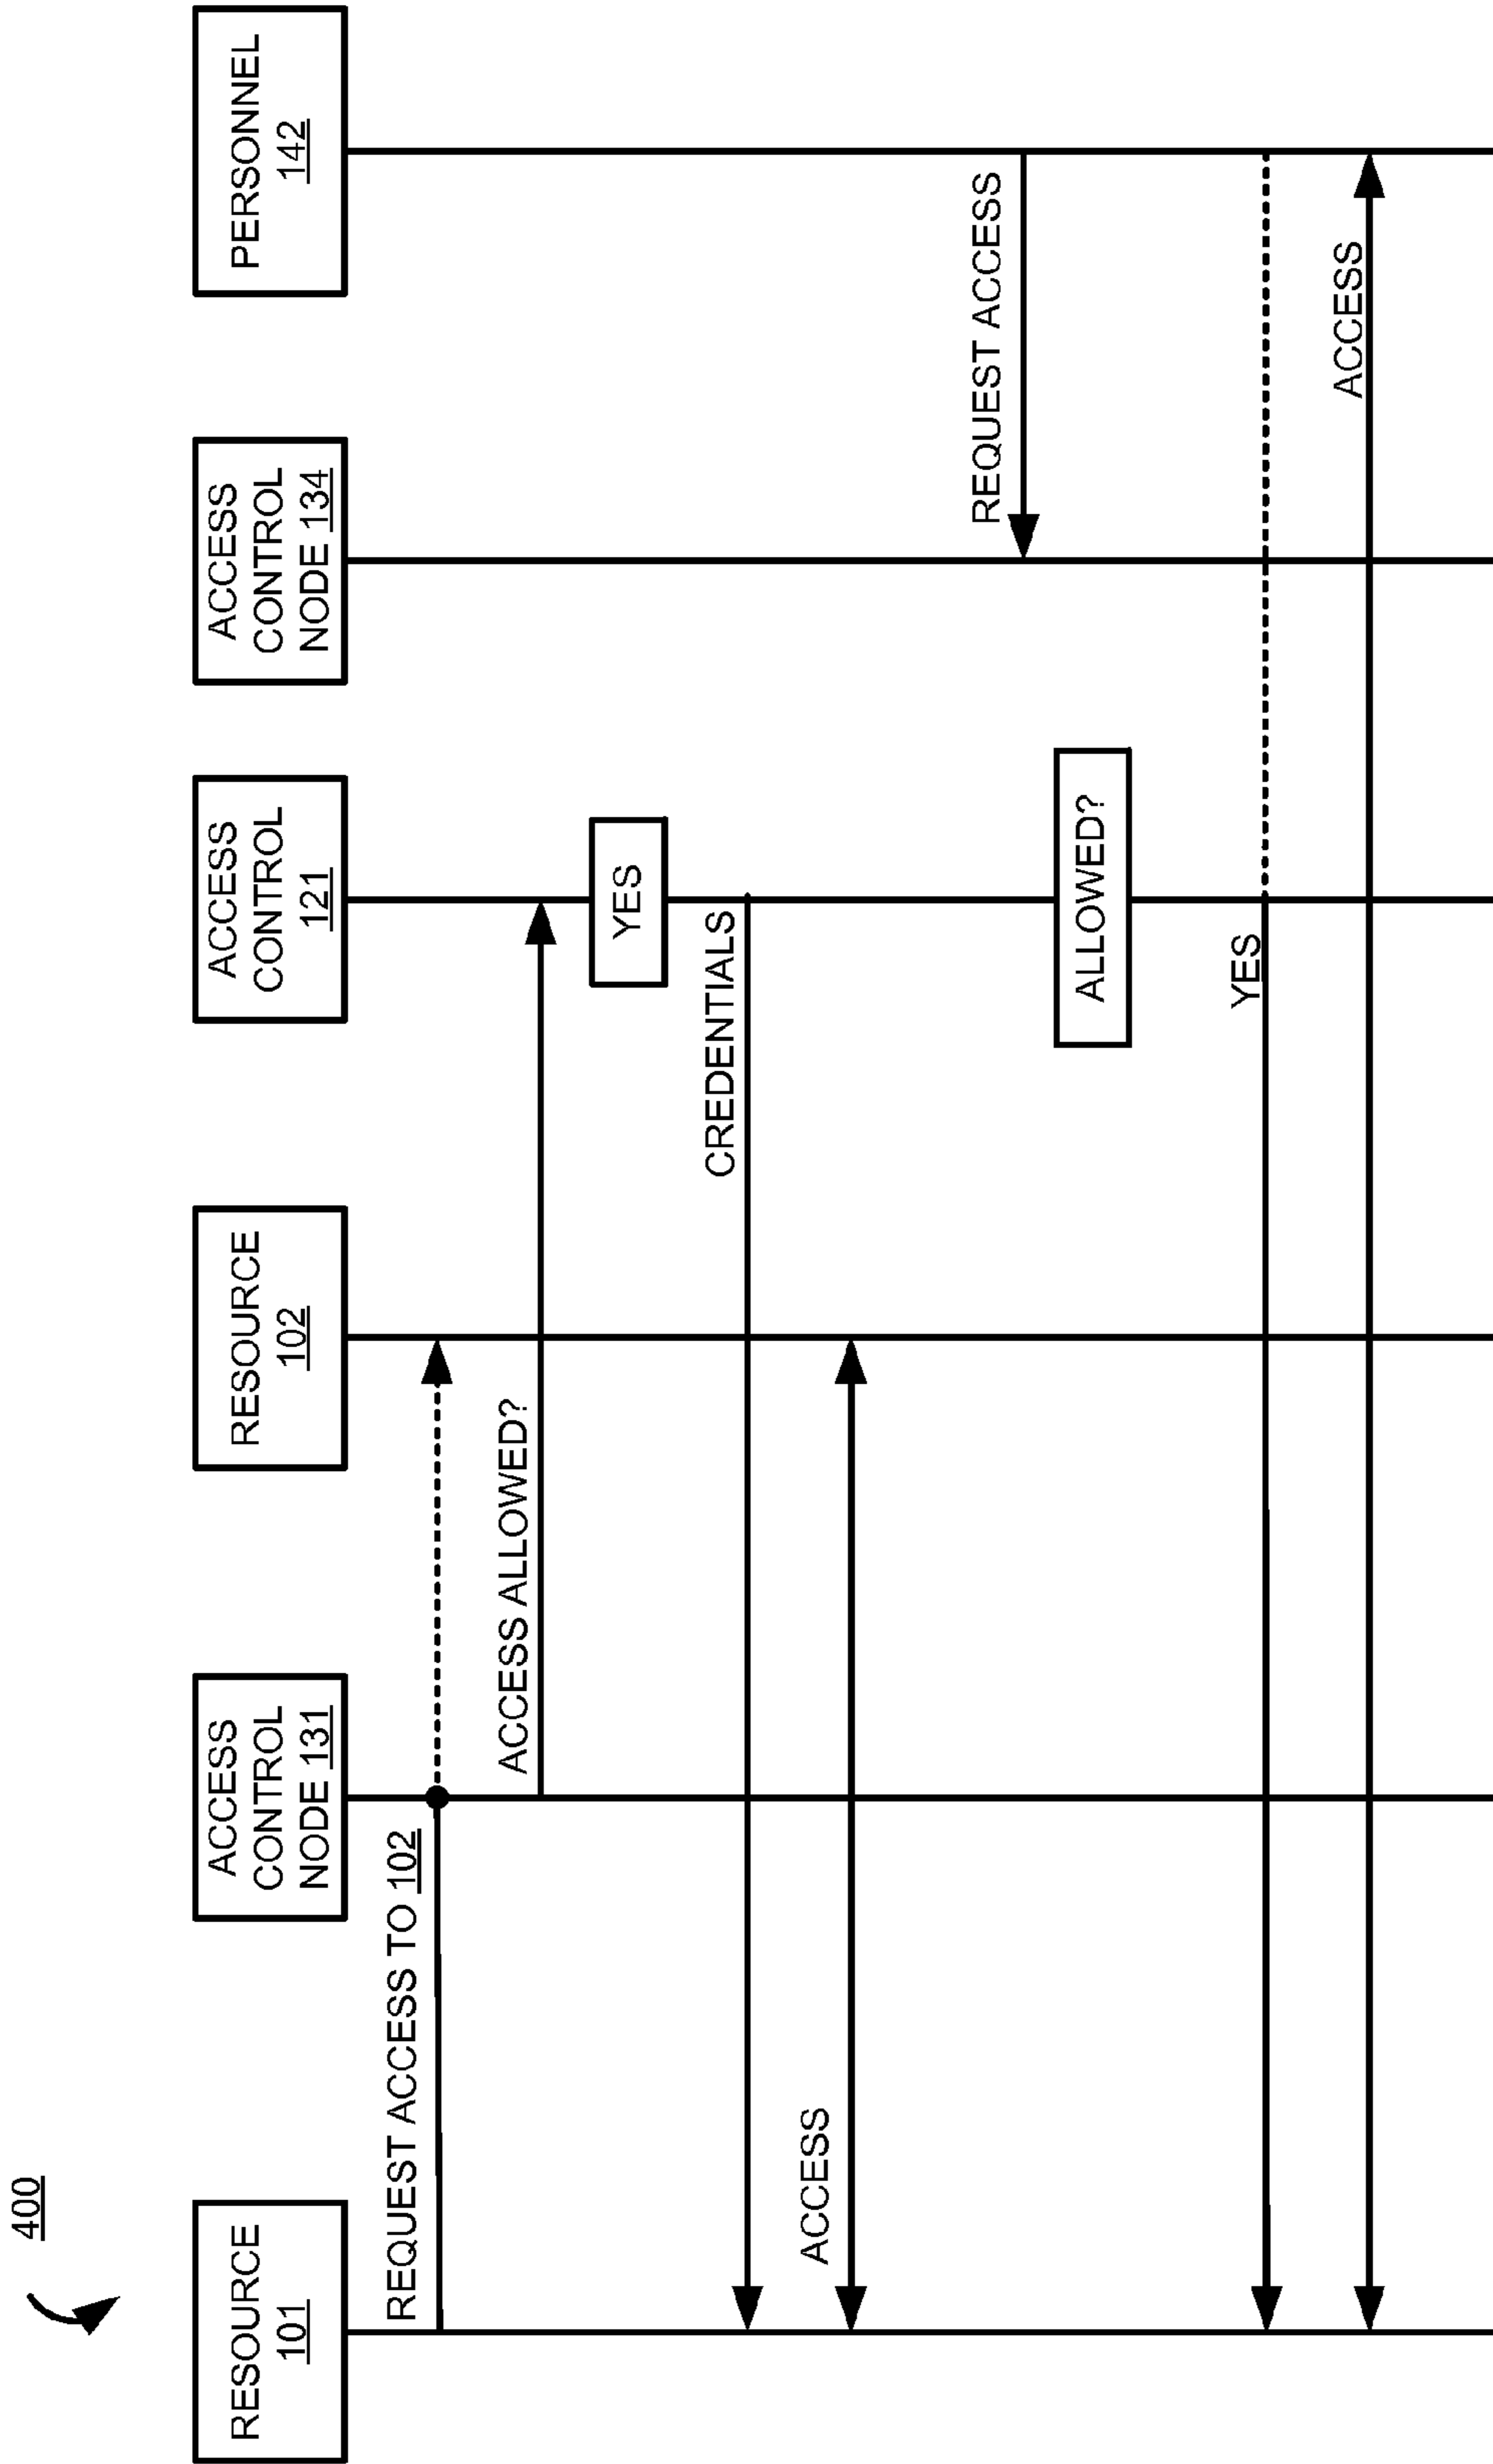 400
RESOURCE
101
ACCESS
CONTROL
NODE 131
RESOURCE
102
ACCESS
CONTROL
121
ACCESS
CONTROL
NODE 134
PERSONNEL
142
REQUEST ACCESS TO 102
ACCESS ALLOWED?
YES
CREDENTIALS
ACCESS
REQUEST ACCESS
ALLOWED?
YES
ACCESS